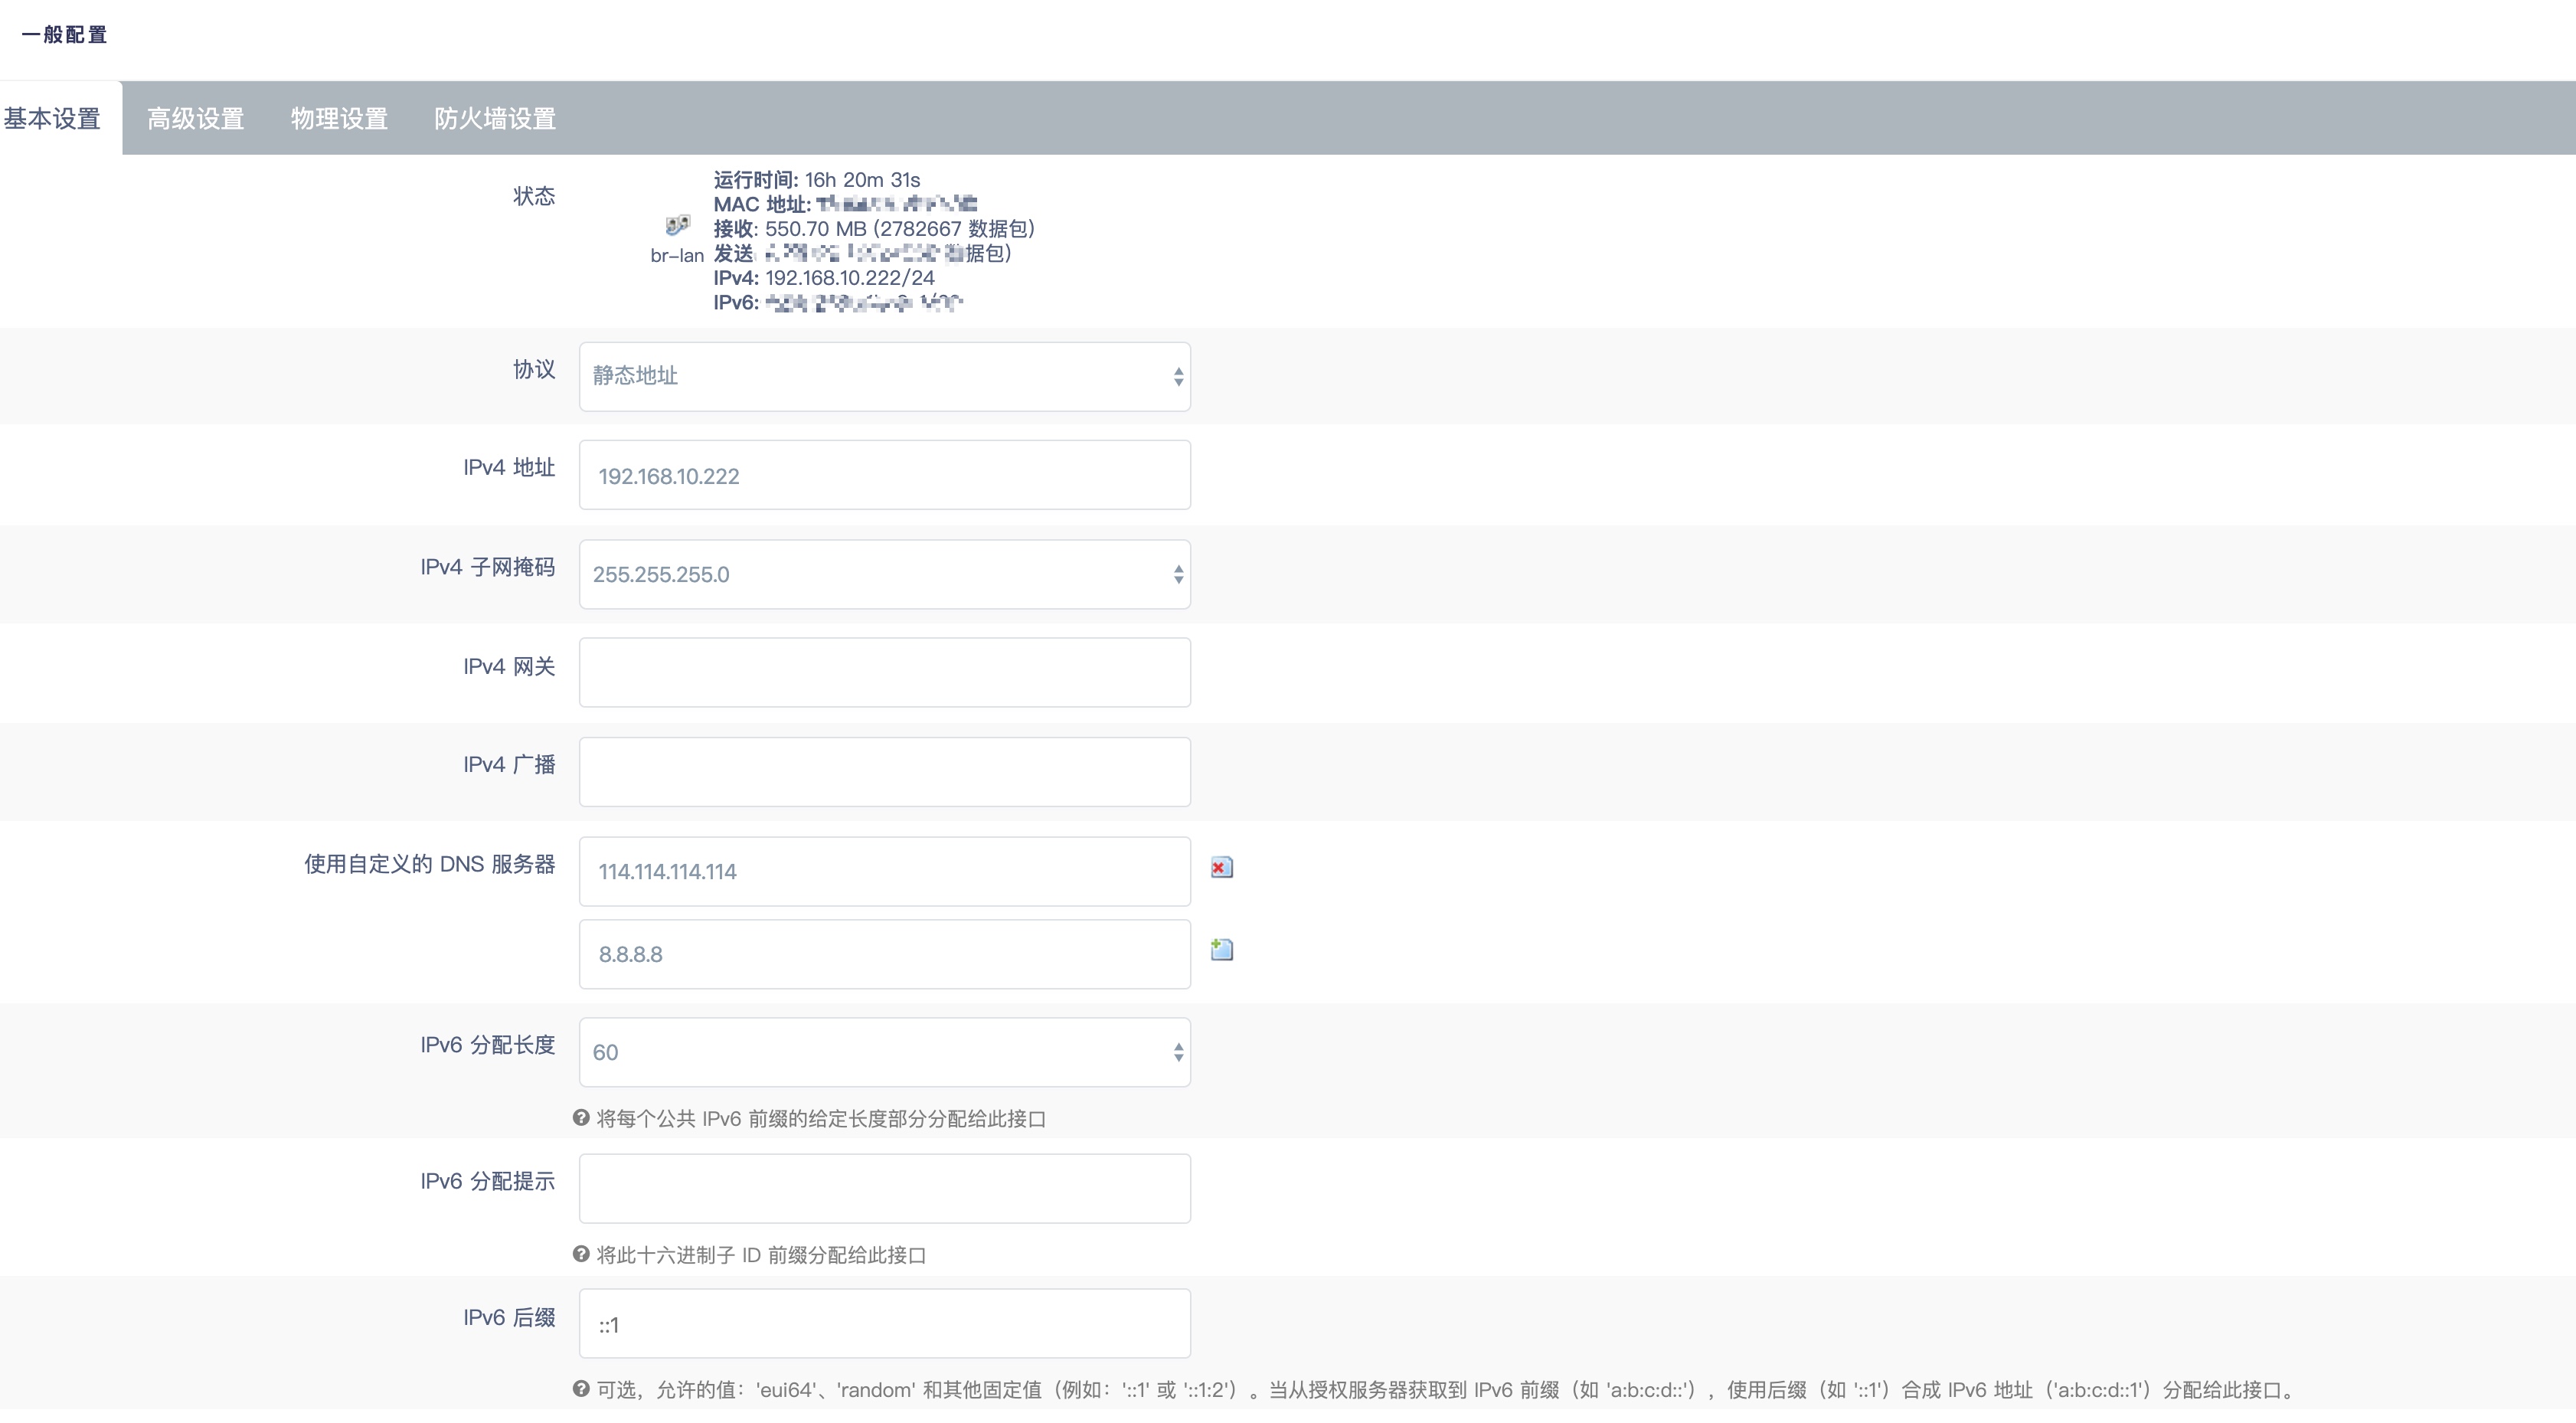 一般配置
基本设置 高级设置 物理设置 防火墙设置
状态
br-lan
运行时间: 16h 20m 31s
MAC 地址:
接收: 550.70 MB (2782667 数据包)
发送 据包)
IPv4: 192.168.10.222/24
IPv6:
协议 静态地址
IPv4 地址 192.168.10.222
IPv4 子网掩码 255.255.255.0
IPv4 网关
IPv4 广播
使用自定义的 DNS 服务器 114.114.114.114
8.8.8.8
IPv6 分配长度 60
将每个公共 IPv6 前缀的给定长度部分分配给此接口
IPv6 分配提示
将此十六进制子 ID 前缀分配给此接口
IPv6 后缀 ::1
可选，允许的值：'eui64'、'random' 和其他固定值（例如：'::1' 或 '::1:2'）。当从授权服务器获取到 IPv6 前缀（如 'a:b:c:d::'），使用后缀（如 '::1'）合成 IPv6 地址（'a:b:c:d::1'）分配给此接口。